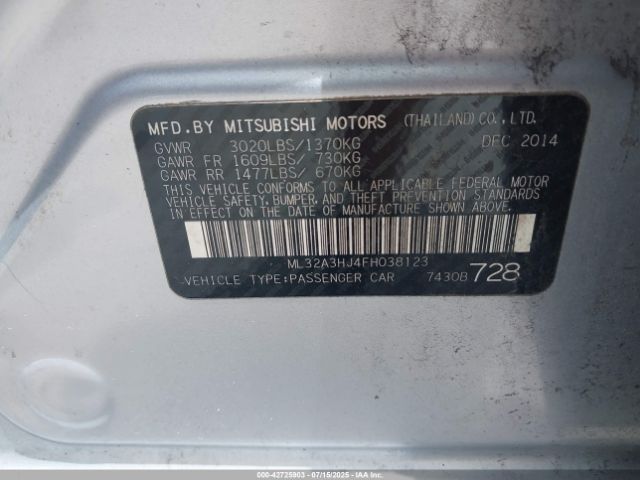 MFD.BY MITSUBISHI MOTORS (THAILAND)CO.,LTD.
GVWR 3020LBS/1370KG DEC 2014
GAWR FR 1609LBS/ 730KG
GAWR RR 1477LBS/ 670KG
THIS VEHICLE CONFORMS TO ALL APPLICABLE FEDERAL MOTOR
VEHICLE SAFETY, BUMPER, AND THEFT PREVENTION STANDARDS
IN EFFECT ON THE DATE OF MANUFACTURE SHOWN ABOVE.
ML32A3HJ4FH038123
VEHICLE TYPE:PASSENGER CAR 7430B 728
000-42725903 - 07/15/2025 - IAA Inc.